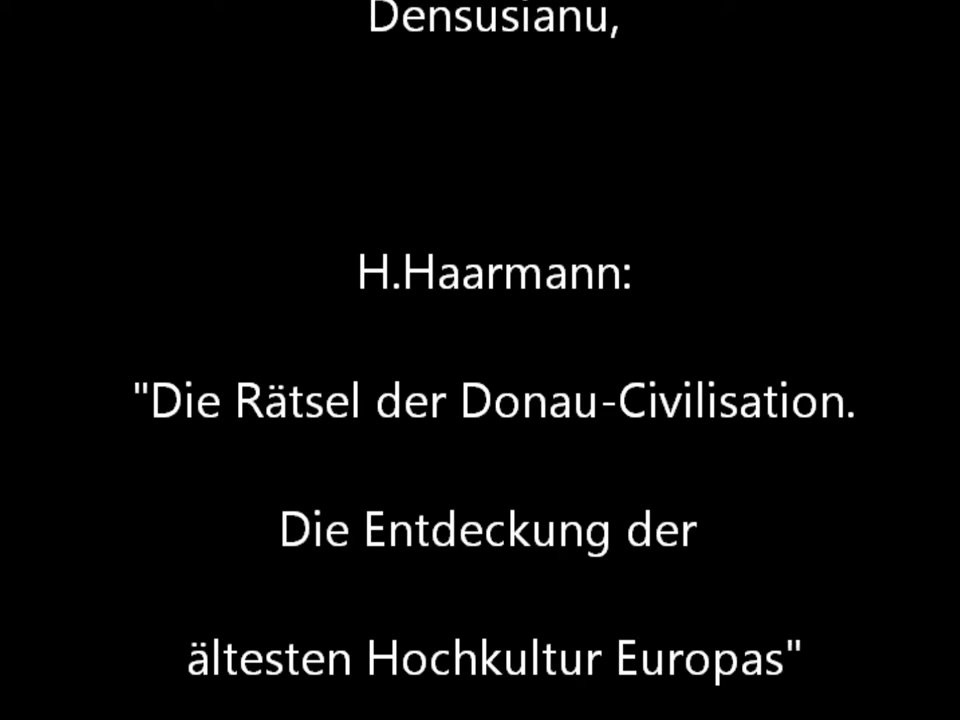 Densusianu,
H.Haarmann:
"Die Rätsel der Donau-Civilisation.
Die Entdeckung der
ältesten Hochkultur Europas"